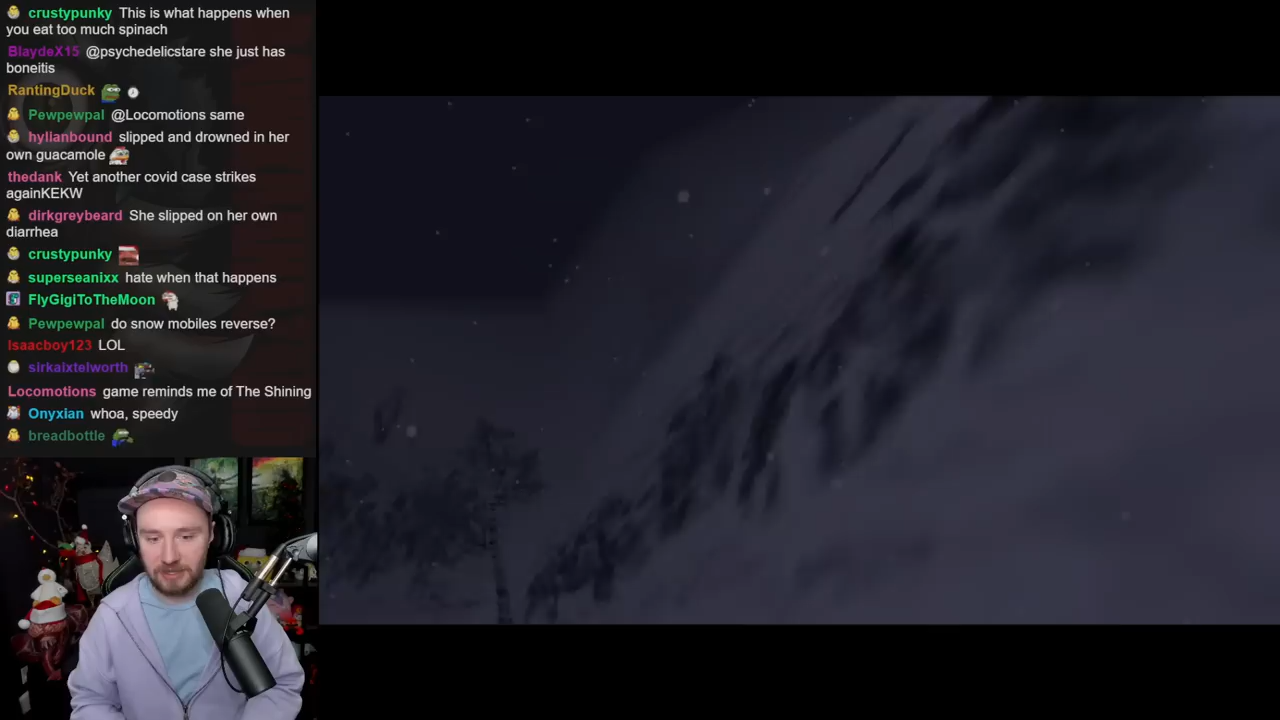 crustypunky This is what happens when
you eat too much spinach
BlaydeX15 @psychedelicstare she just has
boneitis
RantingDuck
Pewpewpal @Locomotions same
hylianbound slipped and drowned in her
own guacamole
thedank Yet another covid case strikes
againKEKW
dirkgreybeard She slipped on her own
diarrhea
crustypunky
superseanixx hate when that happens
FlyGIgIToTheMoon
Pewpewpal do snow mobiles reverse?
Isaacboy123 LOL
sirkaixtelworth
Locomotions game reminds me of The Shining
Onyxian whoa, speedy
breadbottle